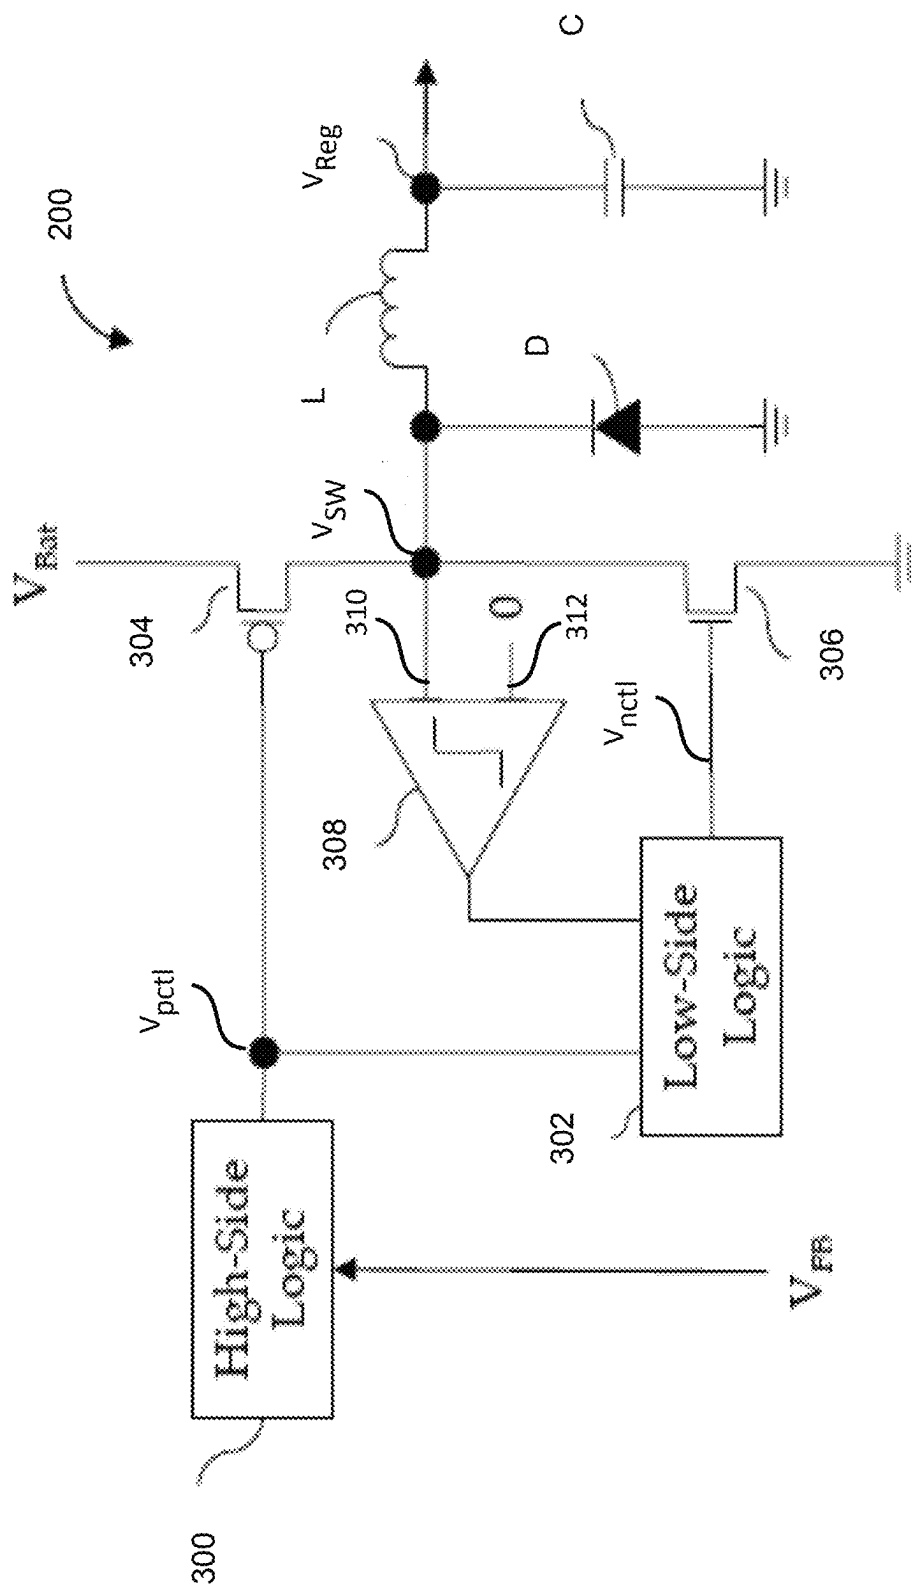 200
V_Bat
304
V_SW
L
V_Reg
C
D
310
0
312
308
306
V_nctl
V_pctl
High-Side
Logic
300
Low-Side
Logic
302
V_FB